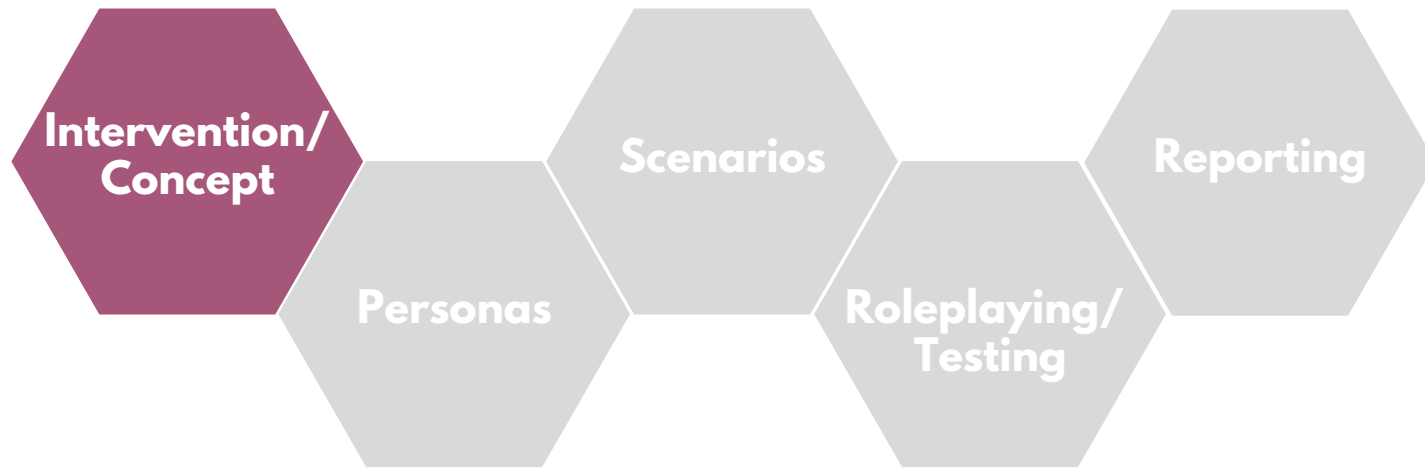 Intervention/
Concept
Personas
Scenarios
Roleplaying/
Testing
Reporting